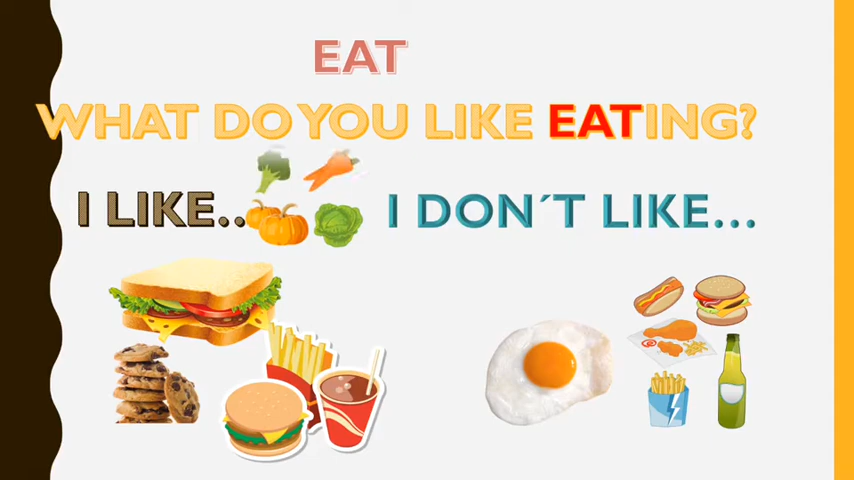 EAT
WHAT DO YOU LIKE EATING?
I LIKE..
I DON´T LIKE...